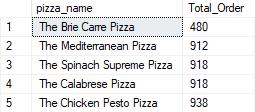 pizza_name Total_Order
1 The Brie Carre Pizza 480
2 The Mediterranean Pizza 912
3 The Spinach Supreme Pizza 918
4 The Calabrese Pizza 918
5 The Chicken Pesto Pizza 938